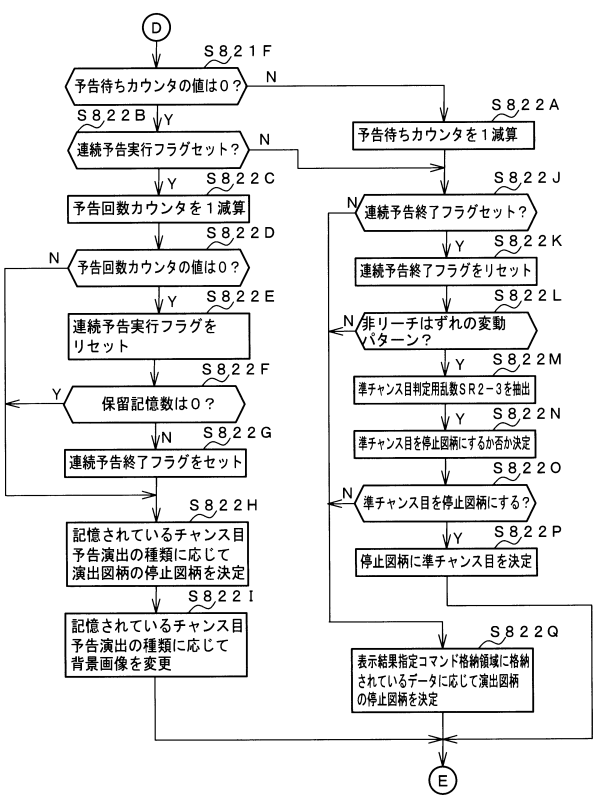 D
S821F
予告待ちカウンタの値は0?
N
Y
S822B
連続予告実行フラグセット?
N
Y
S822C
予告回数カウンタを1減算
S822D
予告回数カウンタの値は0?
N
Y
S822E
連続予告実行フラグを
リセット
S822F
保留記憶数は0?
Y
N
S822G
連続予告終了フラグをセット
S822H
記憶されているチャンス目
予告演出の種類に応じて
演出図柄の停止図柄を決定
S822I
記憶されているチャンス目
予告演出の種類に応じて
背景画像を変更
S822A
予告待ちカウンタを1減算
S822J
連続予告終了フラグセット?
N
Y
S822K
連続予告終了フラグをリセット
S822L
非リーチはずれの変動
パターン?
N
Y
S822M
準チャンス目判定用乱数SR2-3を抽出
Y
S822N
準チャンス目を停止図柄にするか否か決定
S822O
準チャンス目を停止図柄にする?
N
Y
S822P
停止図柄に準チャンス目を決定
S822Q
表示結果指定コマンド格納領域に格納
されているデータに応じて演出図柄
の停止図柄を決定
E